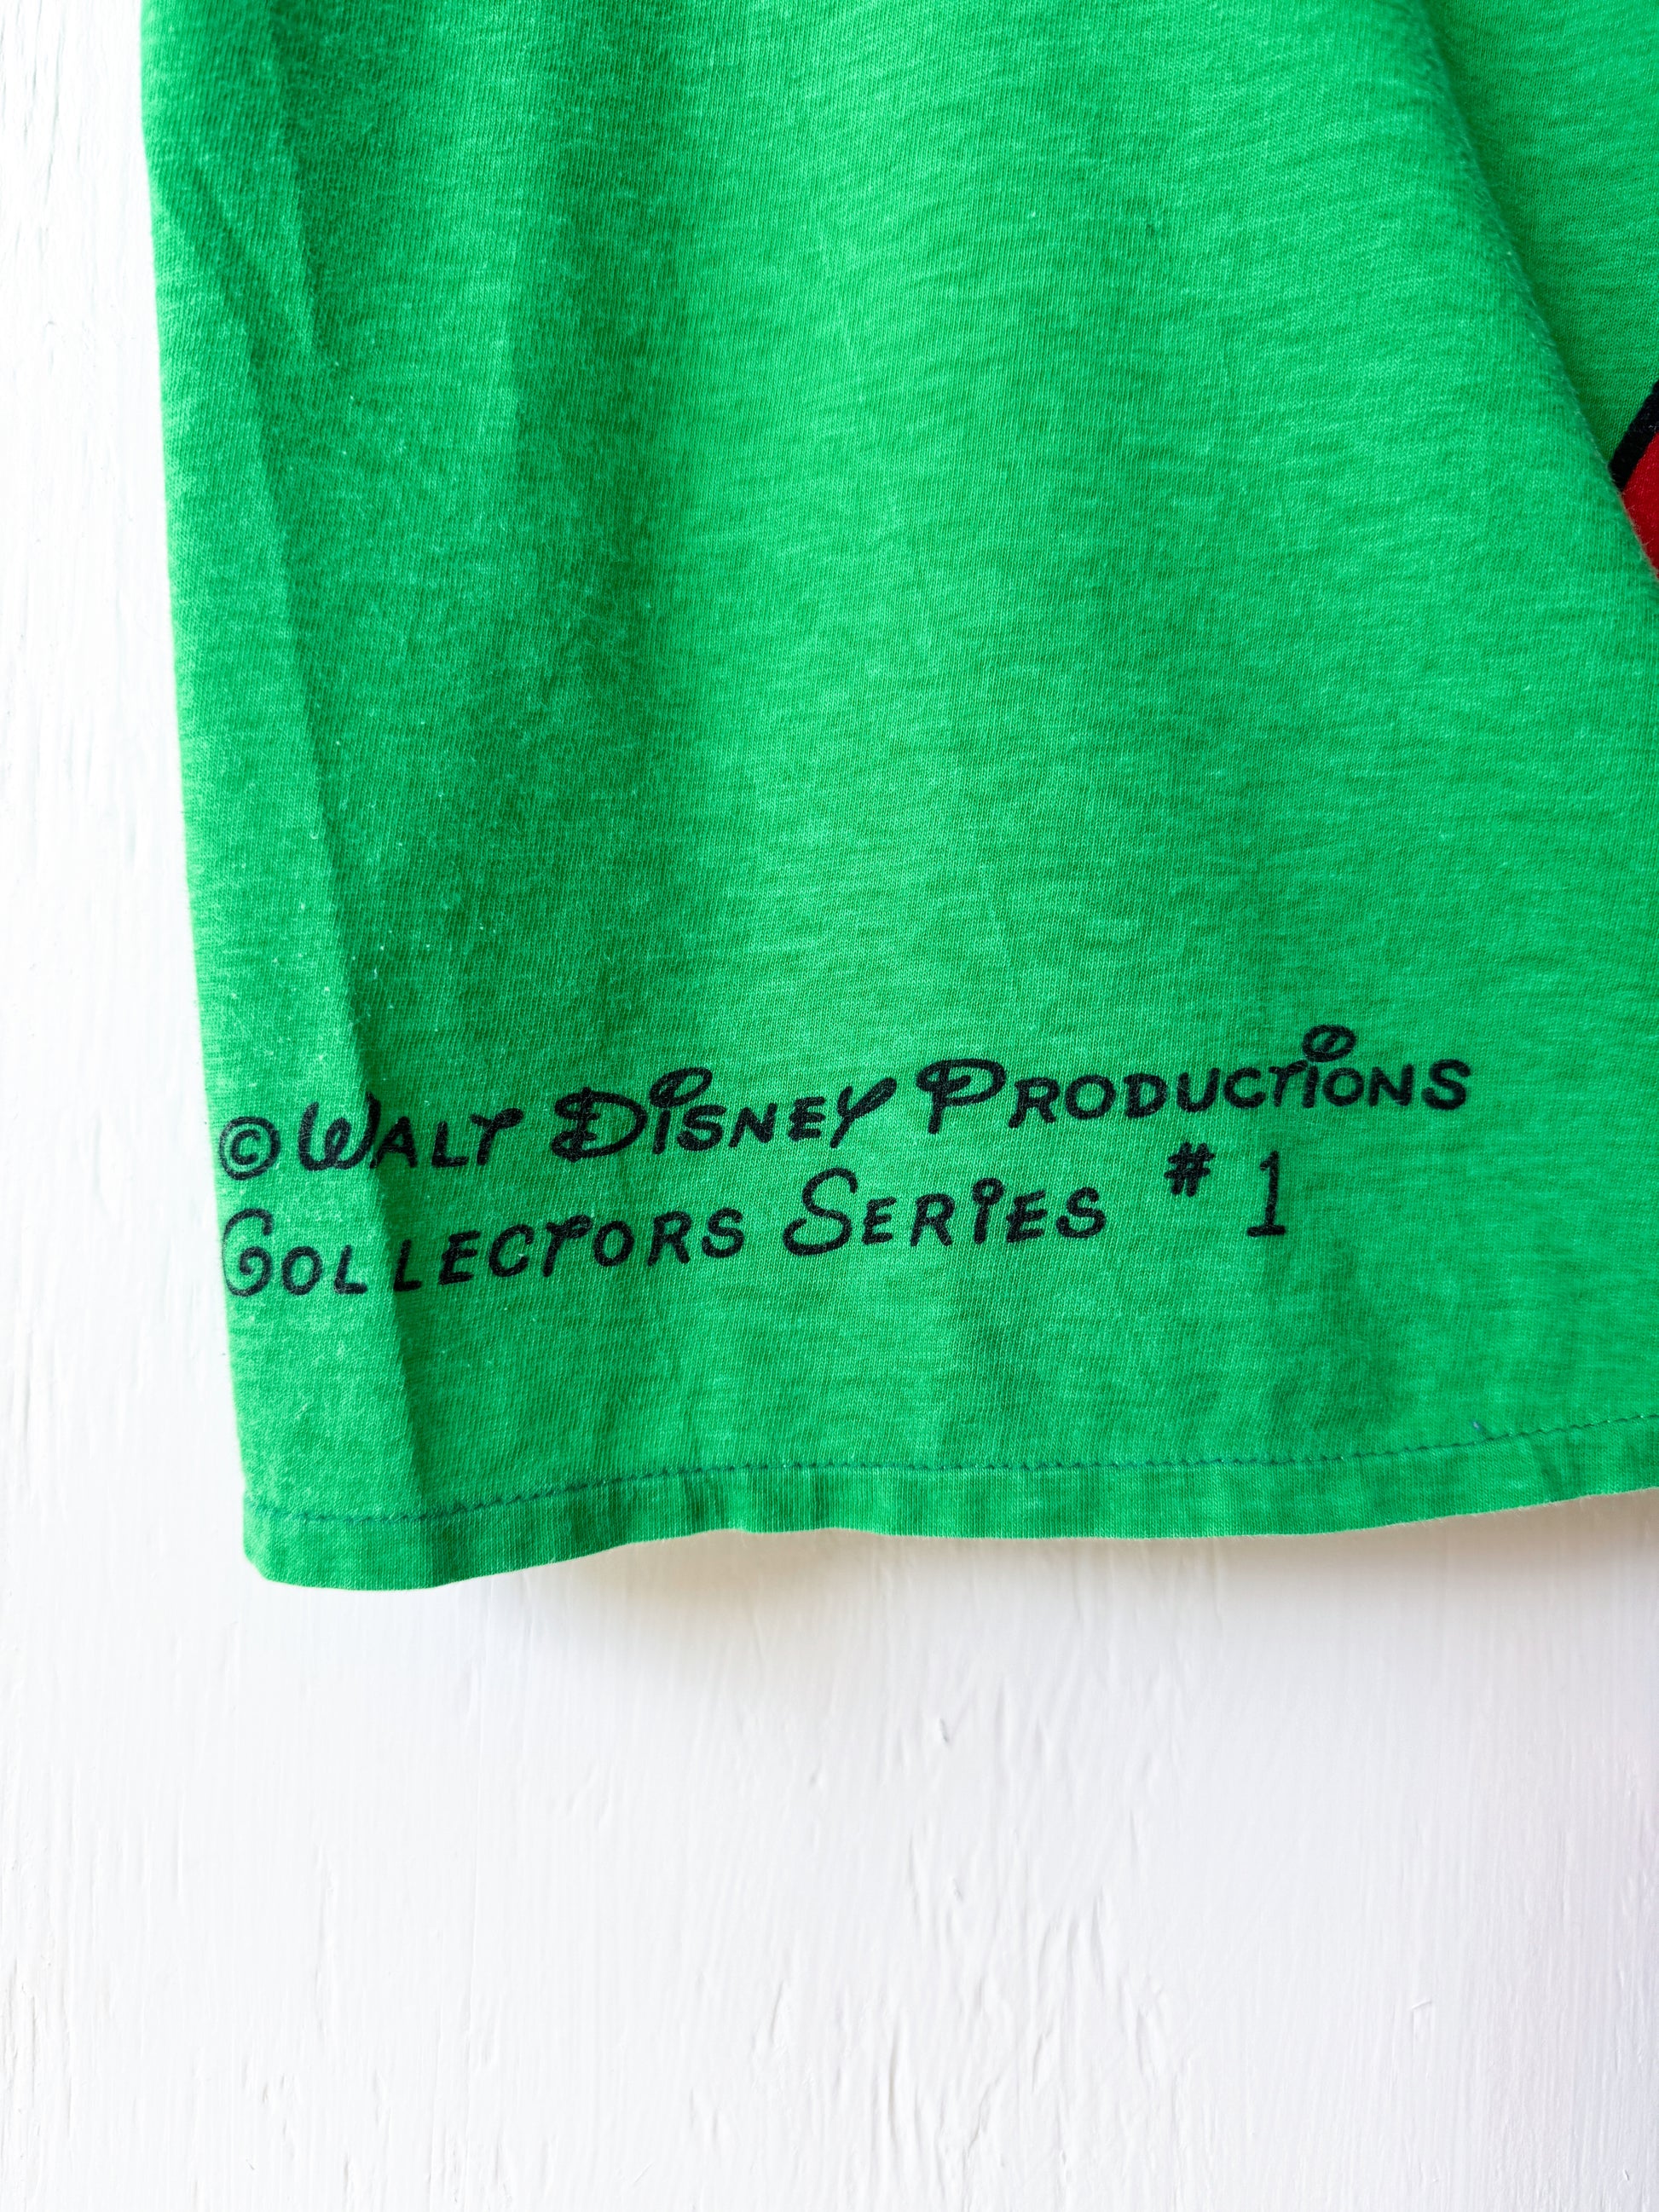 ©WALT DISNEY PRODUCTIONS
COLLECTORS SERIES # 1